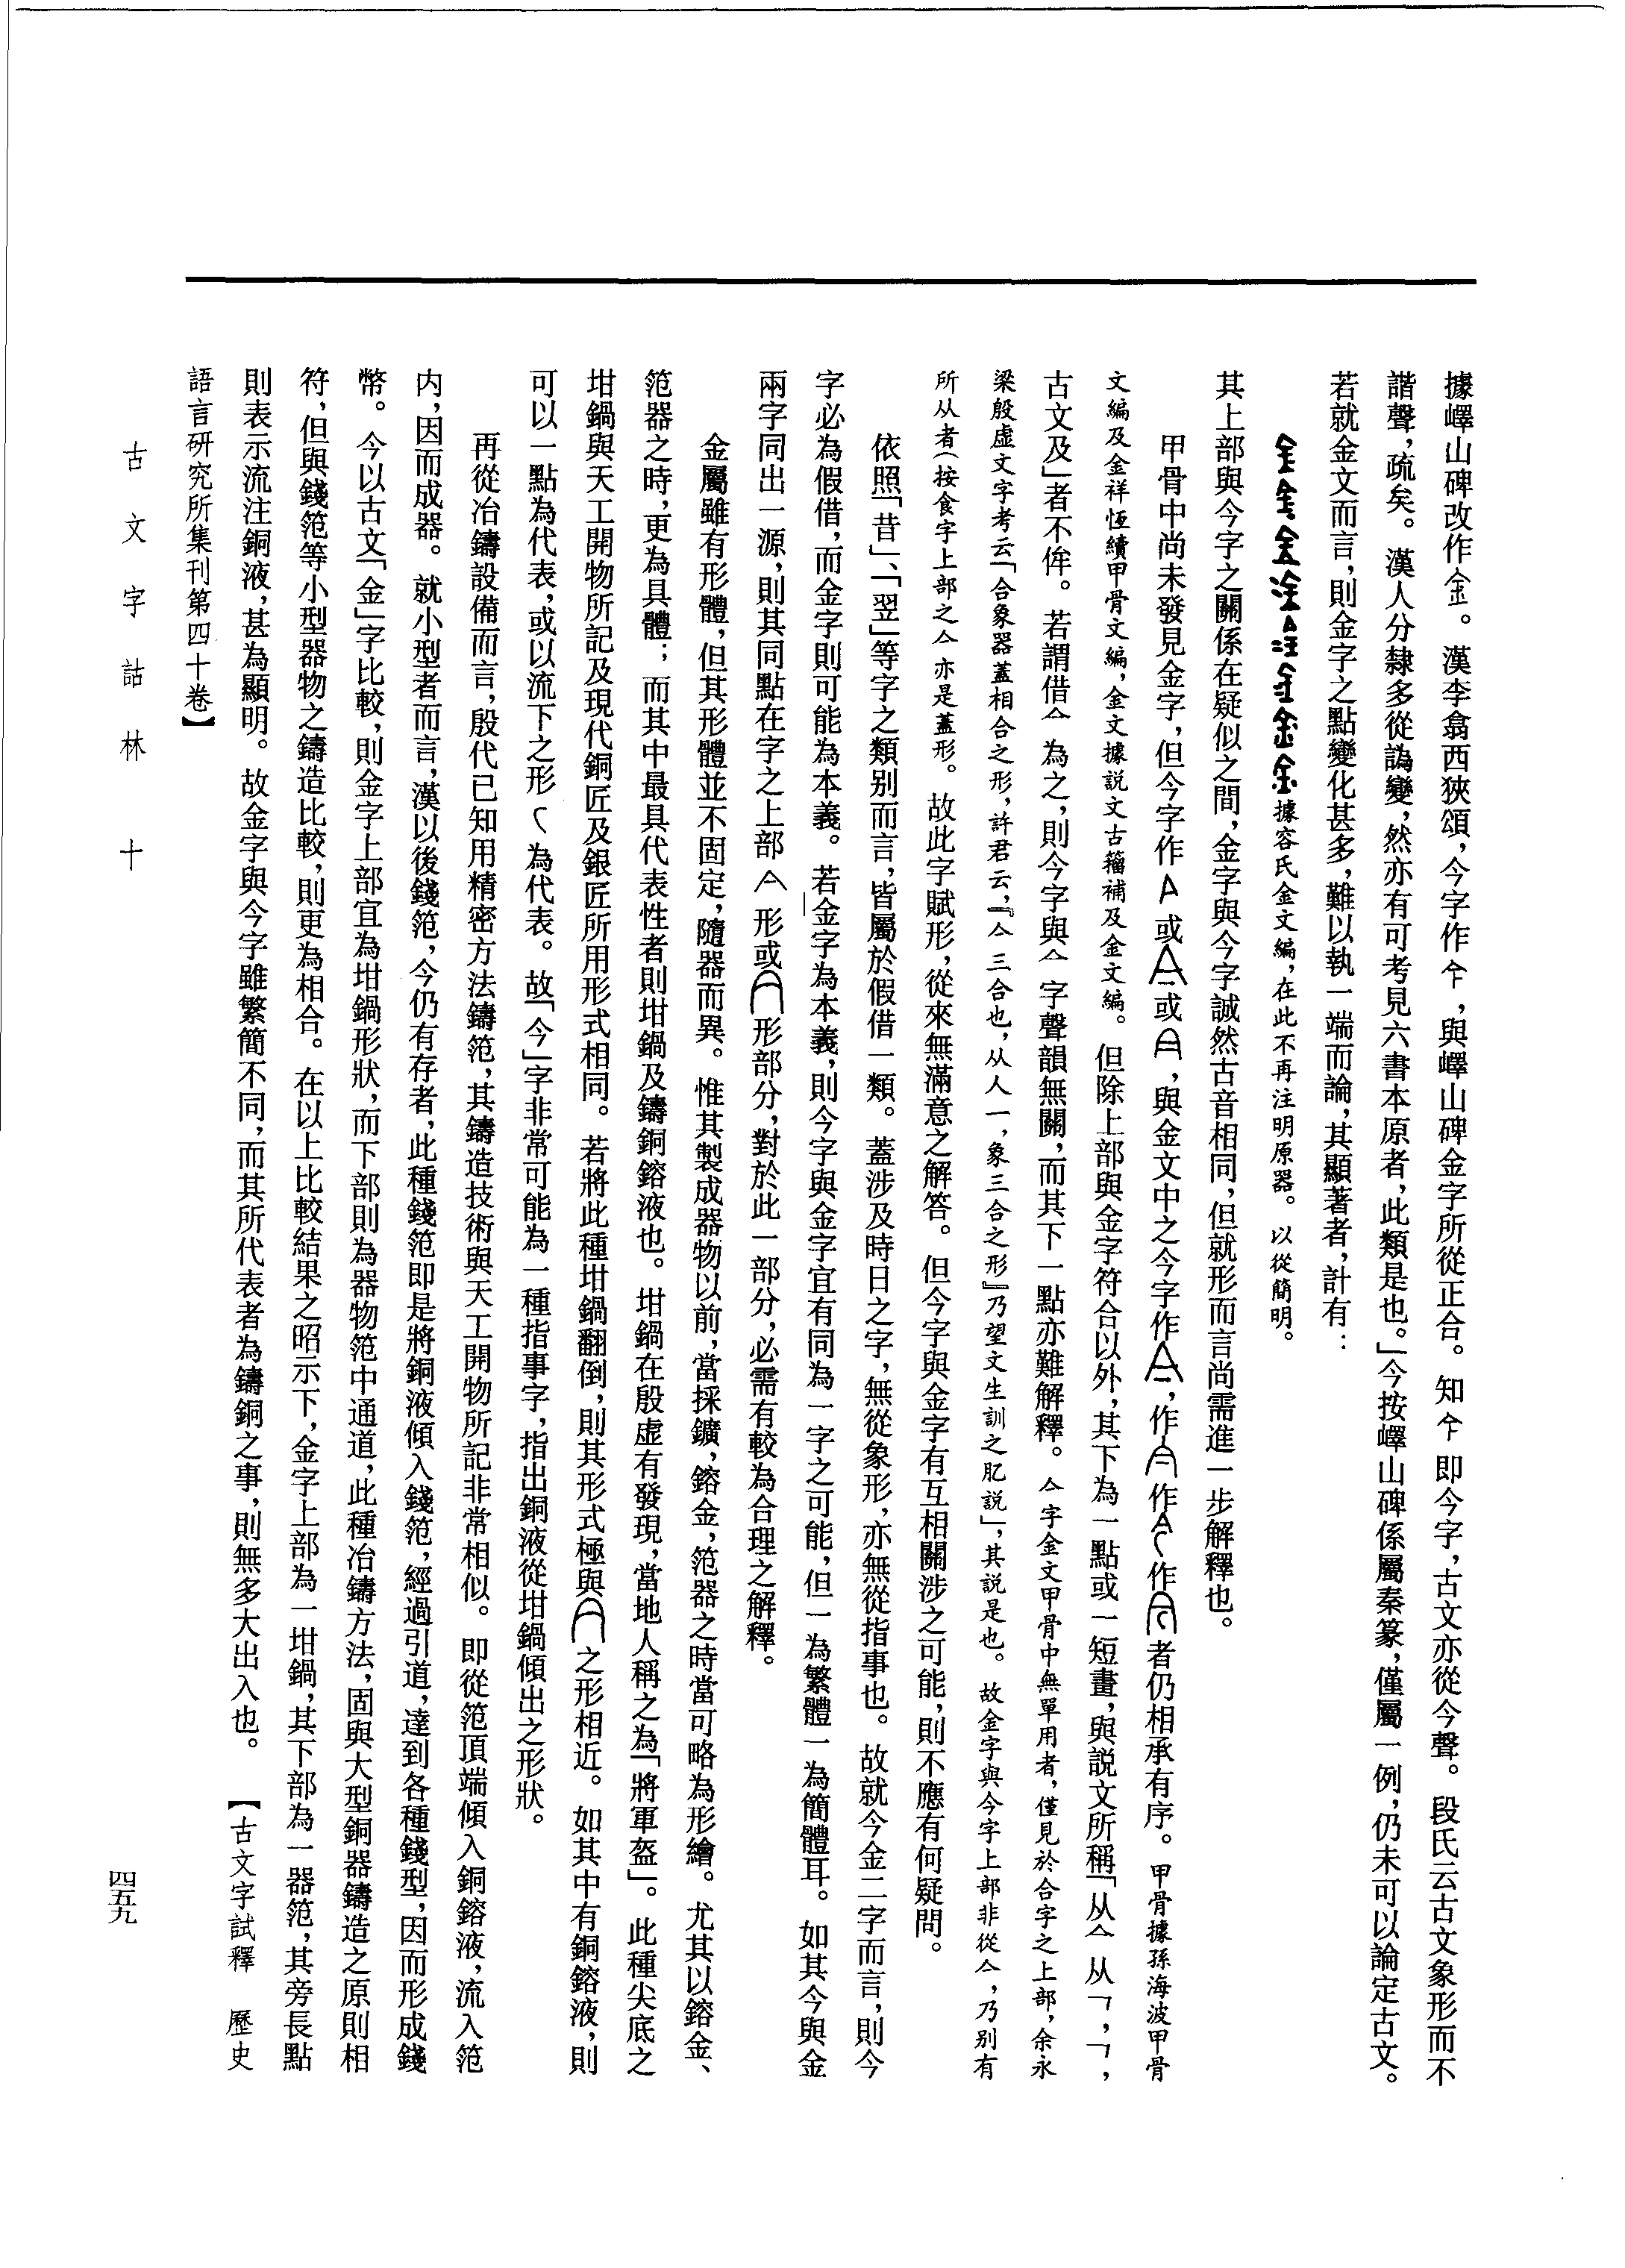 據嶧山碑改作金。漢李翕西狹頌，今字作仐，與嶧山碑金字所從正合。知仐即今字，古文亦從今聲。段氏云古文象形而不
諧聲，疏矣。漢人分隸多從譌變，然亦有可考見六書本原者，此類是也。」今按嶧山碑係屬秦篆，僅屬一例，仍未可以論定古文。
若就金文而言，則金字之點變化甚多，難以執一端而論，其顯著者，計有：
據容氏金文編，在此不再注明原器。以從簡明。
其上部與今字之關係在疑似之間，金字與今字誠然古音相同，但就形而言尚需進一步解釋也。
甲骨中尚未發見金字，但今字作或或，與金文中之今字作，作作作者仍相承有序。甲骨據孫海波甲骨
文編及金祥恆續甲骨文編，金文據說文古籀補及金文編。但除上部與金字符合以外，其下為一點或一短畫，與說文所稱「从亼从㇕，㇕，
古文及」者不侔。若謂借亼為之，則今字與亼字聲韻無關，而其下一點亦難解釋。亼字金文甲骨中無單用者，僅見於合字之上部，余永
梁殷虛文字考云「合象器蓋相合之形，許君云，『亼三合也，从人一，象三合之形』乃望文生訓之肊說」，其說是也。故金字與今字上部非從亼，乃別有
所从者（按食字上部之亼亦是蓋形。故此字賦形，從來無滿意之解答。但今字與金字有互相關涉之可能，則不應有何疑問。
依照「昔」、「翌」等字之類別而言，皆屬於假借一類。蓋涉及時日之字，無從象形，亦無從指事也。故就今金二字而言，則今
字必為假借，而金字則可能為本義。若金字為本義，則今字與金字宜有同為一字之可能，但一為繁體一為簡體耳。如其今與金
兩字同出一源，則其同點在字之上部形或形部分，對於此一部分，必需有較為合理之解釋。
金屬雖有形體，但其形體並不固定，隨器而異。惟其製成器物以前，當採鑛，鎔金，笵器之時當可略為形繪。尤其以鎔金、
笵器之時，更為具體；而其中最具代表性者則坩鍋及鑄銅鎔液也。坩鍋在殷虛有發現，當地人稱之為「將軍盔」。此種尖底之
坩鍋與天工開物所記及現代銅匠及銀匠所用形式相同。若將此種坩鍋翻倒，則其形式極與之形相近。如其中有銅鎔液，則
可以一點為代表，或以流下之形為代表。故「今」字非常可能為一種指事字，指出銅液從坩鍋傾出之形狀。
再從冶鑄設備而言，殷代已知用精密方法鑄笵，其鑄造技術與天工開物所記非常相似。即從笵頂端傾入銅鎔液，流入笵
内，因而成器。就小型者而言，漢以後錢笵，今仍有存者，此種錢笵即是將銅液傾入錢笵，經過引道，達到各種錢型，因而形成錢
幣。今以古文「金」字比較，則金字上部宜為坩鍋形狀，而下部則為器物笵中通道，此種冶鑄方法，固與大型銅器鑄造之原則相
符，但與錢笵等小型器物之鑄造比較，則更為相合。在以上比較結果之昭示下，金字上部為一坩鍋，其下部為一器笵，其旁長點
則表示流注銅液，甚為顯明。故金字與今字雖繁簡不同，而其所代表者為鑄銅之事，則無多大出入也。【古文字試釋　歷史
語言研究所集刊第四十卷】
古文字詁林　十
四五九